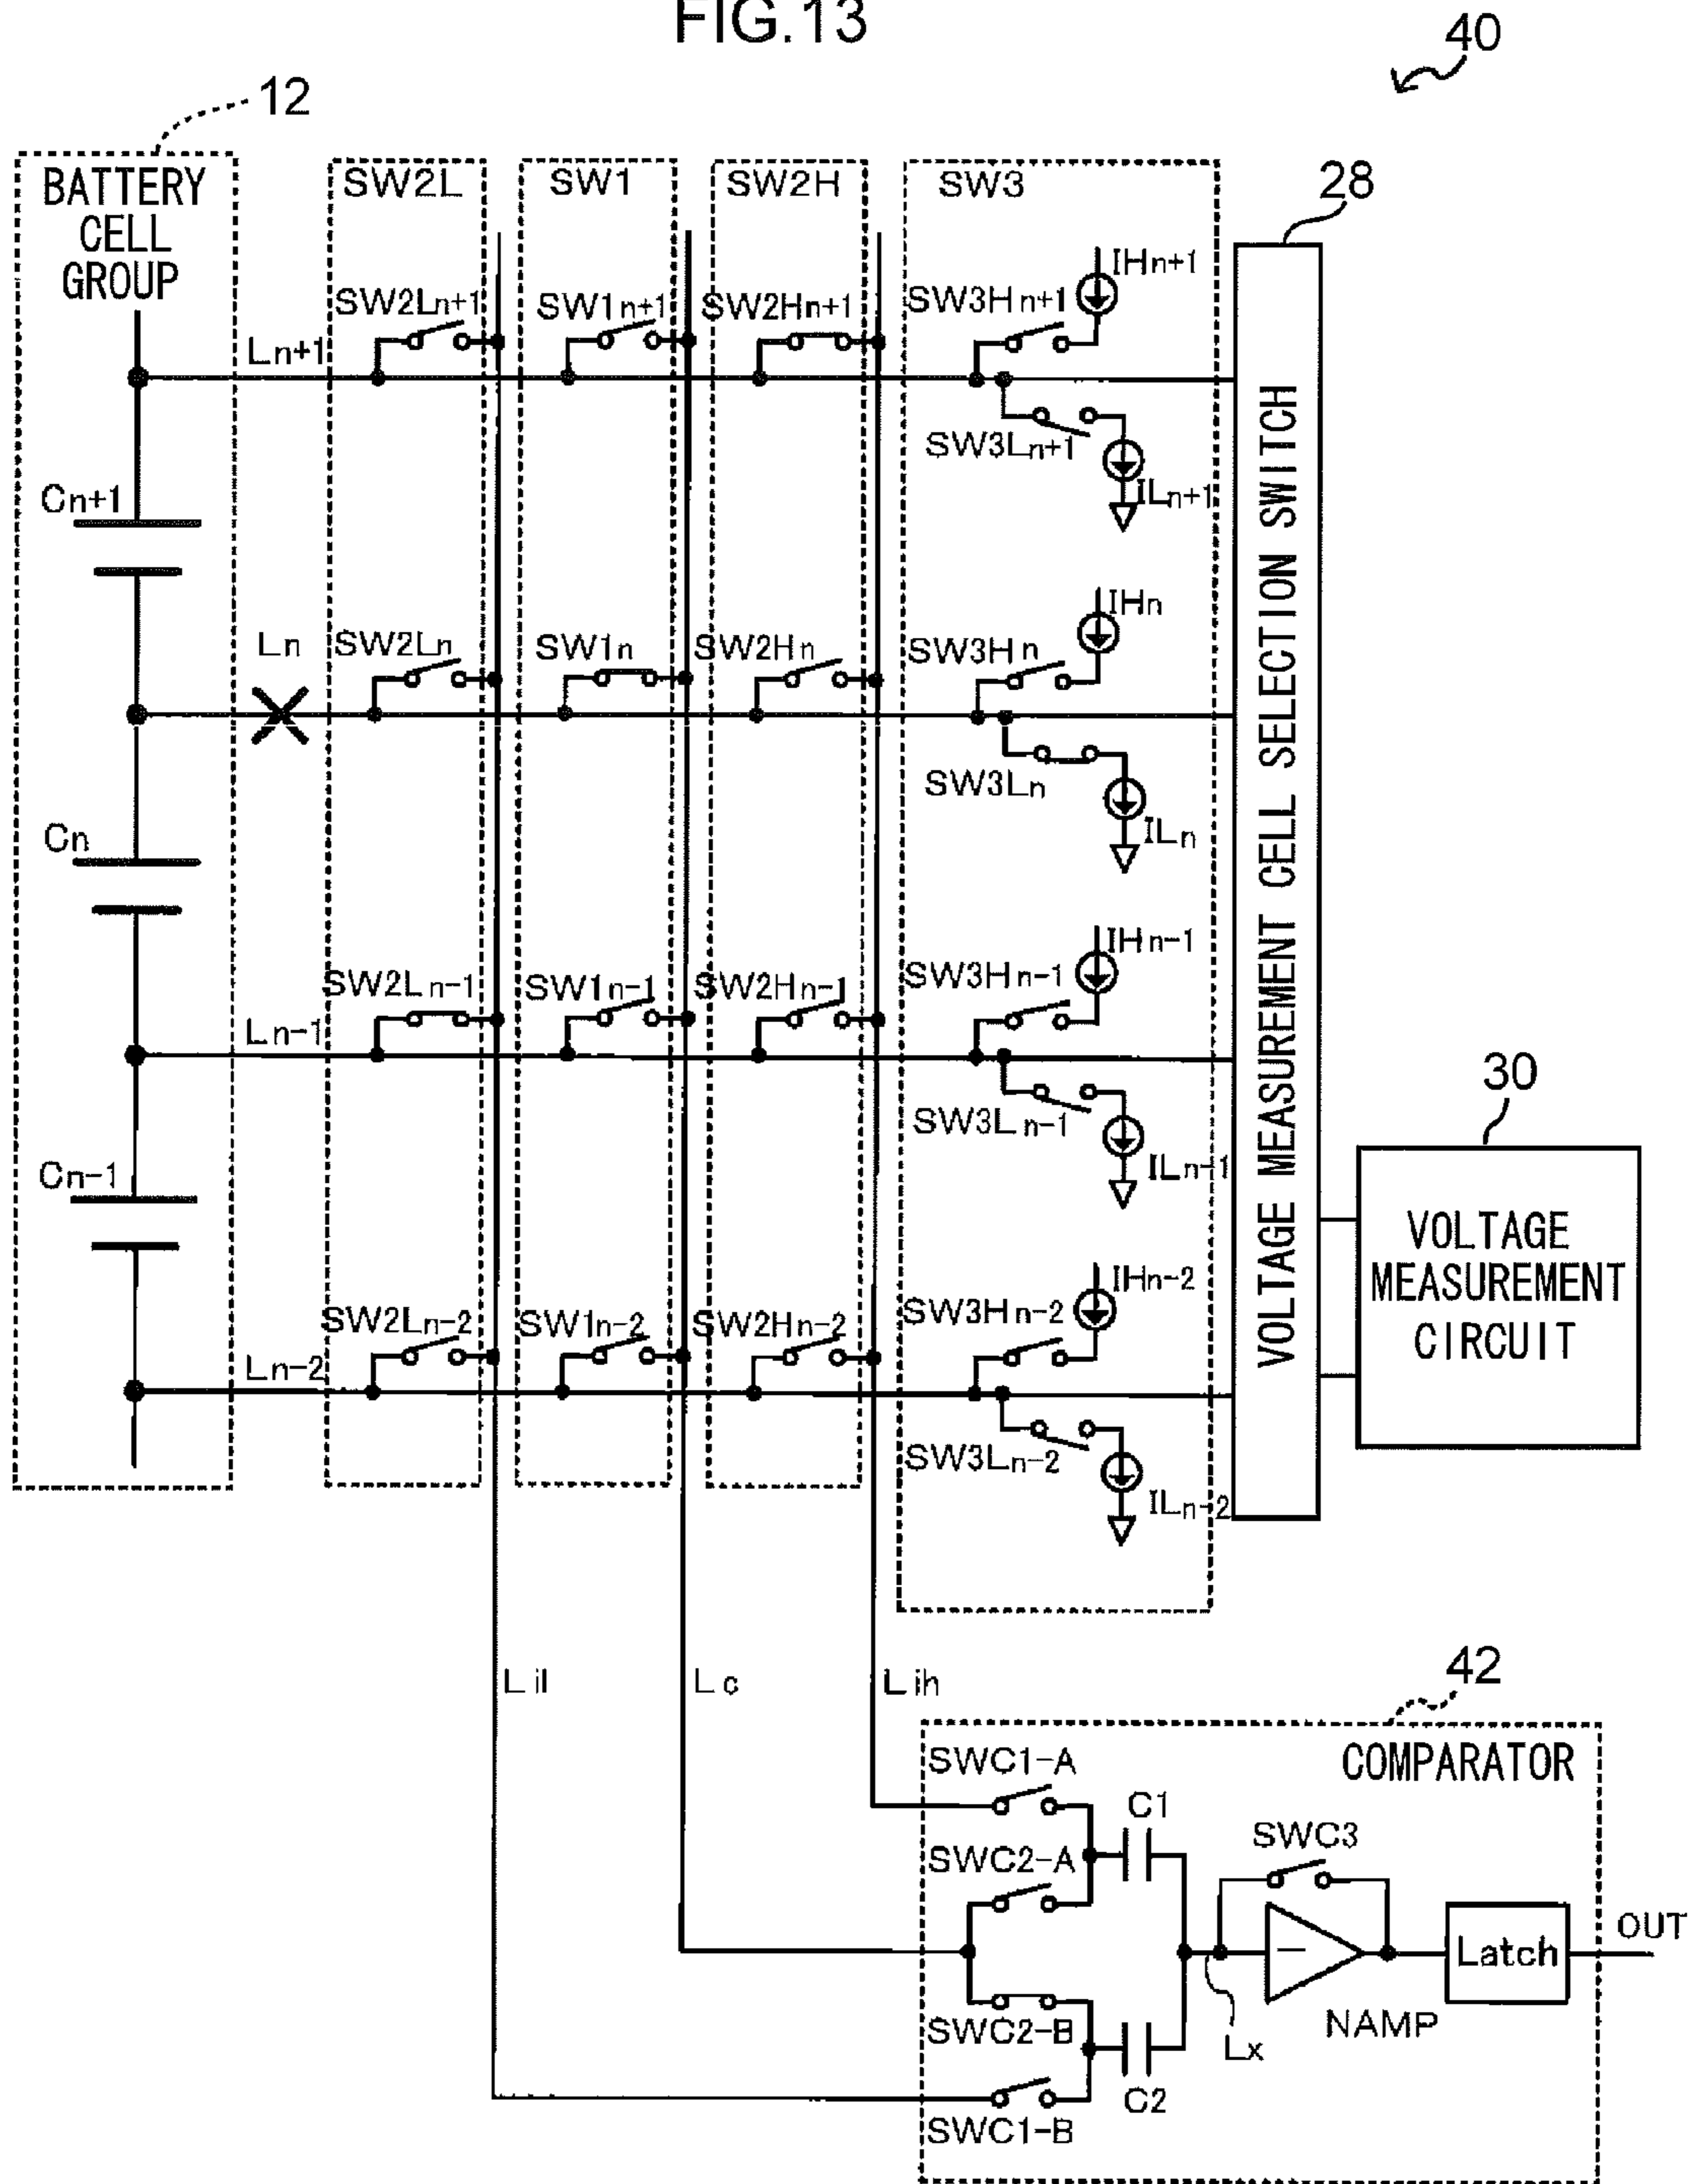 FIG.13
40
12
BATTERY
CELL
GROUP
SW2L
SW1
SW2H
SW3
28
IHn+1
SW2Ln+1
SW1n+1
SW2Hn+1
SW3Hn+1
Ln+1
SW3Ln+1
ILn+1
Cn+1
IHn
Ln
SW2Ln
SW1n
SW2Hn
SW3Hn
SW3Ln
ILn
Cn
IHn-1
SW2Ln-1
SW1n-1
SW2Hn-1
SW3Hn-1
Ln-1
SW3Ln-1
ILn-1
Cn-1
IHn-2
SW2Ln-2
SW1n-2
SW2Hn-2
SW3Hn-2
Ln-2
SW3Ln-2
ILn-2
VOLTAGE MEASUREMENT CELL SELECTION SWITCH
30
VOLTAGE
MEASUREMENT
CIRCUIT
Lil
Lc
Lih
42
COMPARATOR
SWC1-A
C1
SWC3
SWC2-A
OUT
−
Latch
SWC2-B
NAMP
Lx
C2
SWC1-B